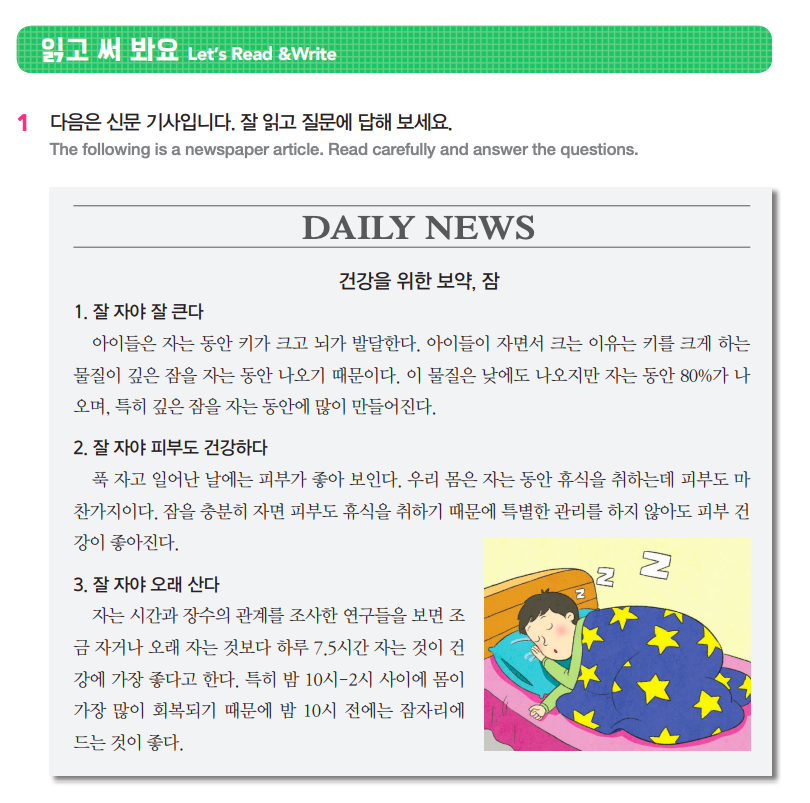 읽고 써 봐요 Let's Read &Write
1 다음은 신문 기사입니다. 잘 읽고 질문에 답해 보세요.
The following is a newspaper article. Read carefully and answer the questions.
DAILY NEWS
건강을 위한 보약, 잠
1. 잘 자야 잘 큰다
아이들은 자는 동안 키가 크고 뇌가 발달한다. 아이들이 자면서 크는 이유는 키를 크게 하는
물질이 깊은 잠을 자는 동안 나오기 때문이다. 이 물질은 낮에도 나오지만 자는 동안 80%가 나
오며, 특히 깊은 잠을 자는 동안에 많이 만들어진다.
2. 잘 자야 피부도 건강하다
푹 자고 일어난 날에는 피부가 좋아 보인다. 우리 몸은 자는 동안 휴식을 취하는데 피부도 마
찬가지이다. 잠을 충분히 자면 피부도 휴식을 취하기 때문에 특별한 관리를 하지 않아도 피부 건
강이 좋아진다.
3. 잘 자야 오래 산다
자는 시간과 장수의 관계를 조사한 연구들을 보면 조
금 자거나 오래 자는 것보다 하루 7.5시간 자는 것이 건
강에 가장 좋다고 한다. 특히 밤 10시-2시 사이에 몸이
가장 많이 회복되기 때문에 밤 10시 전에는 잠자리에
드는 것이 좋다.
z Z Z